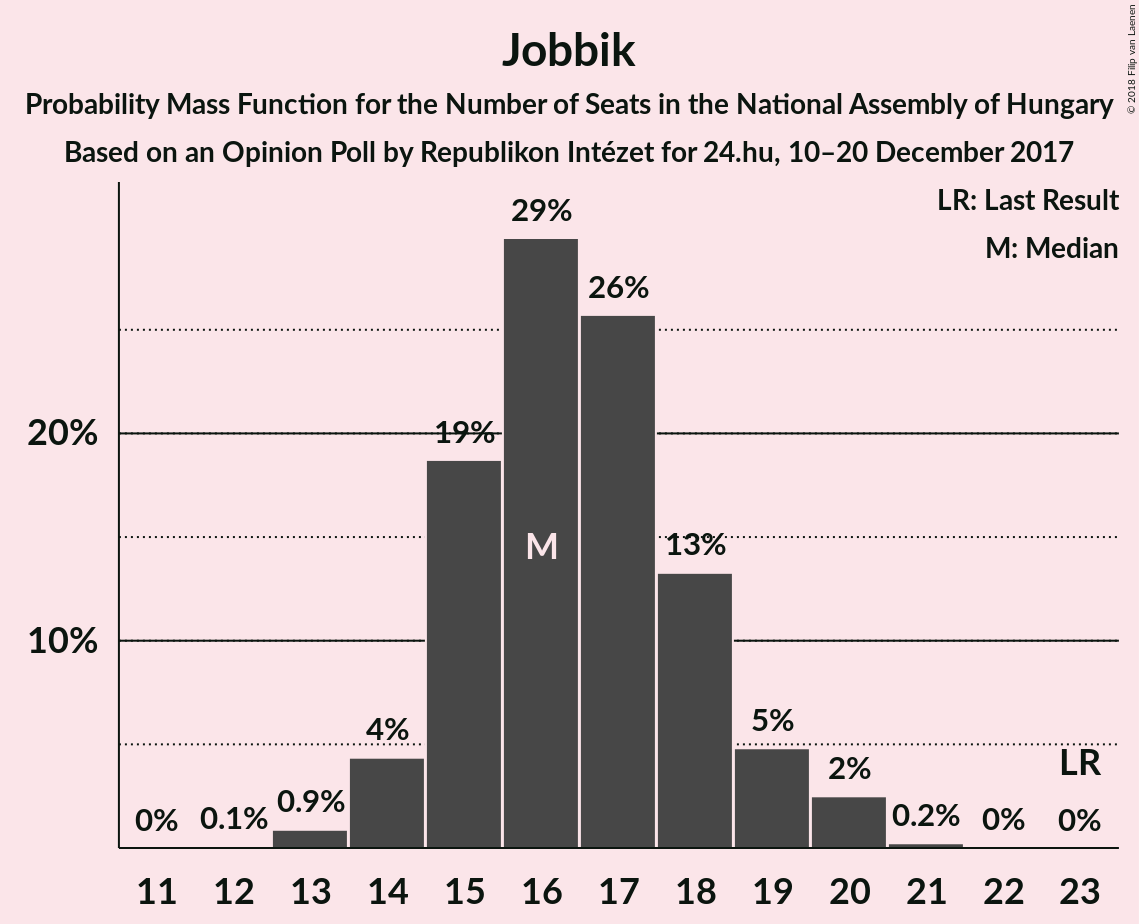 Jobbik
Probability Mass Function for the Number of Seats in the National Assembly of Hungary
Based on an Opinion Poll by Republikon Intézet for 24.hu, 10–20 December 2017
© 2018 Filip van Laenen
LR: Last Result
M: Median
29%
26%
20%
19%
M
13%
10%
4%
5%
LR
2%
0%
0.1%
0.9%
0.2%
0%
0%
11 12 13 14 15 16 17 18 19 20 21 22 23